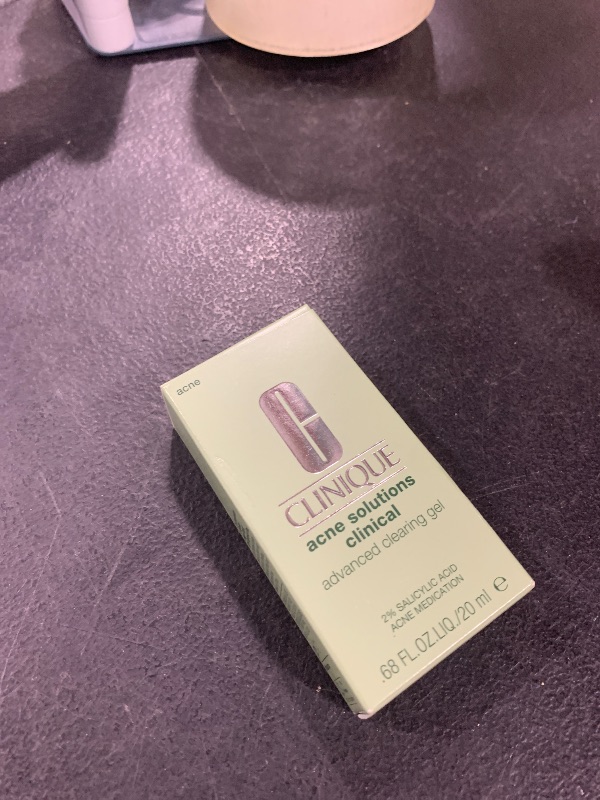 acne
CLINIQUE
acne solutions
clinical
advanced clearing gel
2% SALICYLIC ACID
ACNE MEDICATION
.68 FL.OZ.LIQ./20 ml ℮